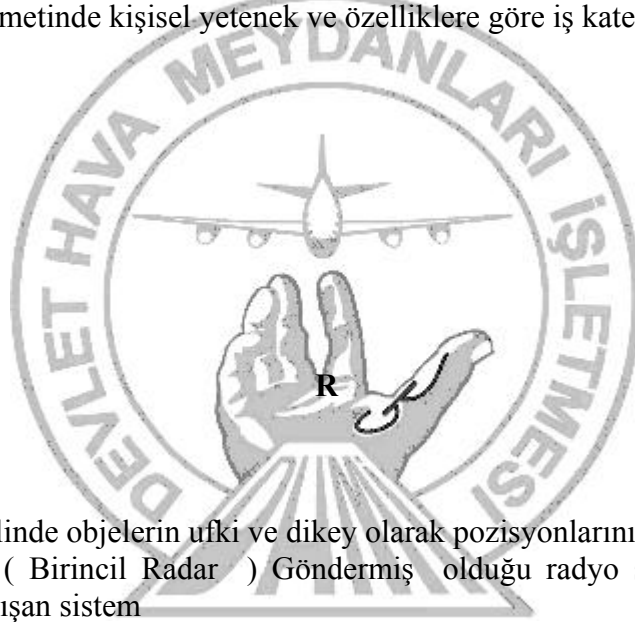 metinde kişisel yetenek ve özelliklere göre iş kate
DEVLET HAVA MEYDANLARI İŞLETMESİ
R
linde objelerin ufki ve dikey olarak pozisyonlarını
( Birincil Radar ) Göndermiş olduğu radyo
ışan sistem